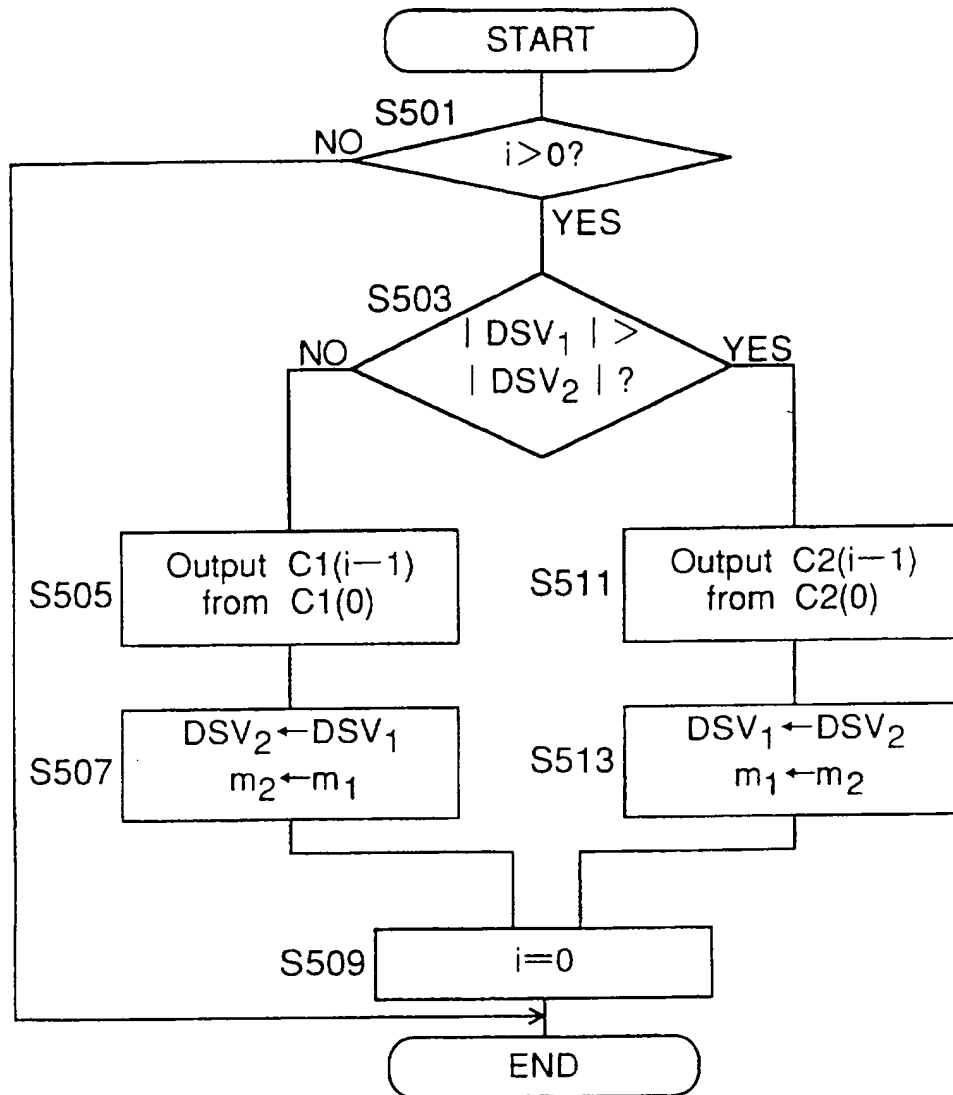 START
S501
NO
i>0?
YES
S503
NO
| DSV₁ | >
| DSV₂ | ?
YES
S505
Output C1(i−1)
from C1(0)
S511
Output C2(i−1)
from C2(0)
S507
DSV₂←DSV₁
m₂←m₁
S513
DSV₁←DSV₂
m₁←m₂
S509
i=0
END